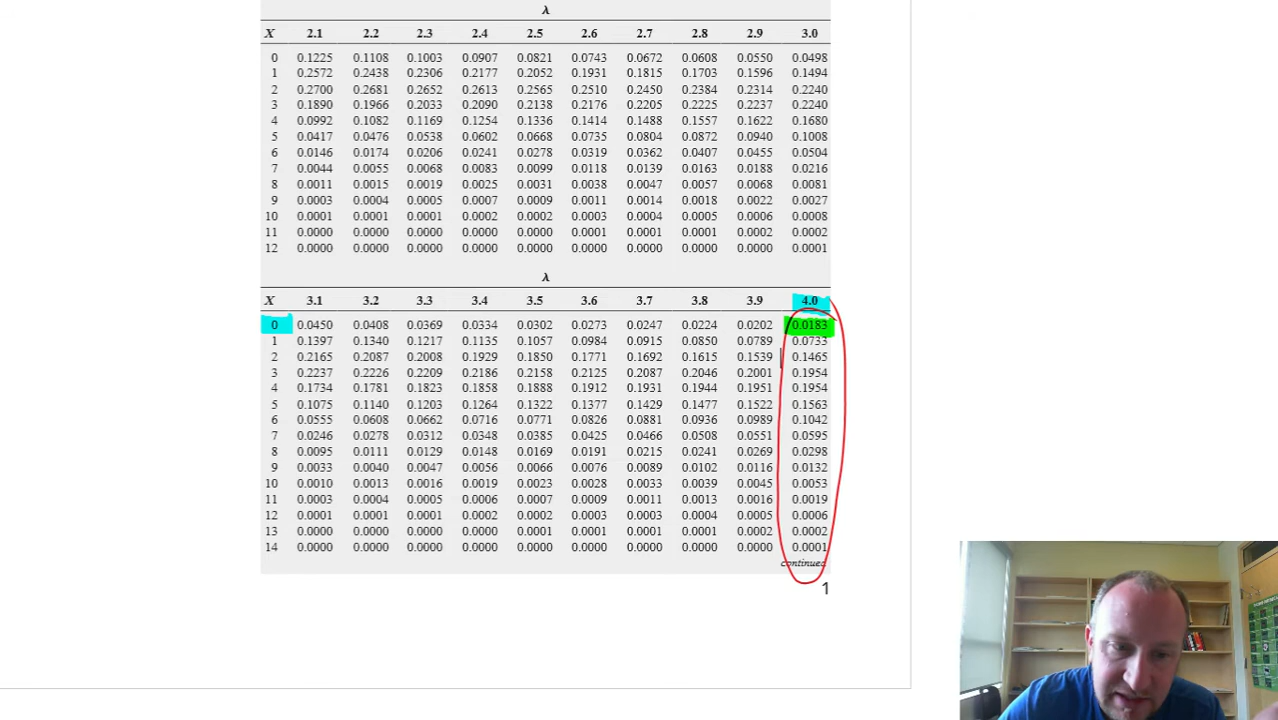 λ
X 2.1 2.2 2.3 2.4 2.5 2.6 2.7 2.8 2.9 3.0
0 0.1225 0.1108 0.1003 0.0907 0.0821 0.0743 0.0672 0.0608 0.0550 0.0498
1 0.2572 0.2438 0.2306 0.2177 0.2052 0.1931 0.1815 0.1703 0.1596 0.1494
2 0.2700 0.2681 0.2652 0.2613 0.2565 0.2510 0.2450 0.2384 0.2314 0.2240
3 0.1890 0.1966 0.2033 0.2090 0.2138 0.2176 0.2205 0.2225 0.2237 0.2240
4 0.0992 0.1082 0.1169 0.1254 0.1336 0.1414 0.1488 0.1557 0.1622 0.1680
5 0.0417 0.0476 0.0538 0.0602 0.0668 0.0735 0.0804 0.0872 0.0940 0.1008
6 0.0146 0.0174 0.0206 0.0241 0.0278 0.0319 0.0362 0.0407 0.0455 0.0504
7 0.0044 0.0055 0.0068 0.0083 0.0099 0.0118 0.0139 0.0163 0.0188 0.0216
8 0.0011 0.0015 0.0019 0.0025 0.0031 0.0038 0.0047 0.0057 0.0068 0.0081
9 0.0003 0.0004 0.0005 0.0007 0.0009 0.0011 0.0014 0.0018 0.0022 0.0027
10 0.0001 0.0001 0.0001 0.0002 0.0002 0.0003 0.0004 0.0005 0.0006 0.0008
11 0.0000 0.0000 0.0000 0.0000 0.0000 0.0001 0.0001 0.0001 0.0002 0.0002
12 0.0000 0.0000 0.0000 0.0000 0.0000 0.0000 0.0000 0.0000 0.0000 0.0001
λ
X 3.1 3.2 3.3 3.4 3.5 3.6 3.7 3.8 3.9 4.0
0 0.0450 0.0408 0.0369 0.0334 0.0302 0.0273 0.0247 0.0224 0.0202 0.0183
1 0.1397 0.1340 0.1217 0.1135 0.1057 0.0984 0.0915 0.0850 0.0789 0.0733
2 0.2165 0.2087 0.2008 0.1929 0.1850 0.1771 0.1692 0.1615 0.1539 0.1465
3 0.2237 0.2226 0.2209 0.2186 0.2158 0.2125 0.2087 0.2046 0.2001 0.1954
4 0.1734 0.1781 0.1823 0.1858 0.1888 0.1912 0.1931 0.1944 0.1951 0.1954
5 0.1075 0.1140 0.1203 0.1264 0.1322 0.1377 0.1429 0.1477 0.1522 0.1563
6 0.0555 0.0608 0.0662 0.0716 0.0771 0.0826 0.0881 0.0936 0.0989 0.1042
7 0.0246 0.0278 0.0312 0.0348 0.0385 0.0425 0.0466 0.0508 0.0551 0.0595
8 0.0095 0.0111 0.0129 0.0148 0.0169 0.0191 0.0215 0.0241 0.0269 0.0298
9 0.0033 0.0040 0.0047 0.0056 0.0066 0.0076 0.0089 0.0102 0.0116 0.0132
10 0.0010 0.0013 0.0016 0.0019 0.0023 0.0028 0.0033 0.0039 0.0045 0.0053
11 0.0003 0.0004 0.0005 0.0006 0.0007 0.0009 0.0011 0.0013 0.0016 0.0019
12 0.0001 0.0001 0.0001 0.0002 0.0002 0.0003 0.0003 0.0004 0.0005 0.0006
13 0.0000 0.0000 0.0000 0.0000 0.0001 0.0001 0.0001 0.0001 0.0002 0.0002
14 0.0000 0.0000 0.0000 0.0000 0.0000 0.0000 0.0000 0.0000 0.0000 0.0001
continued
1